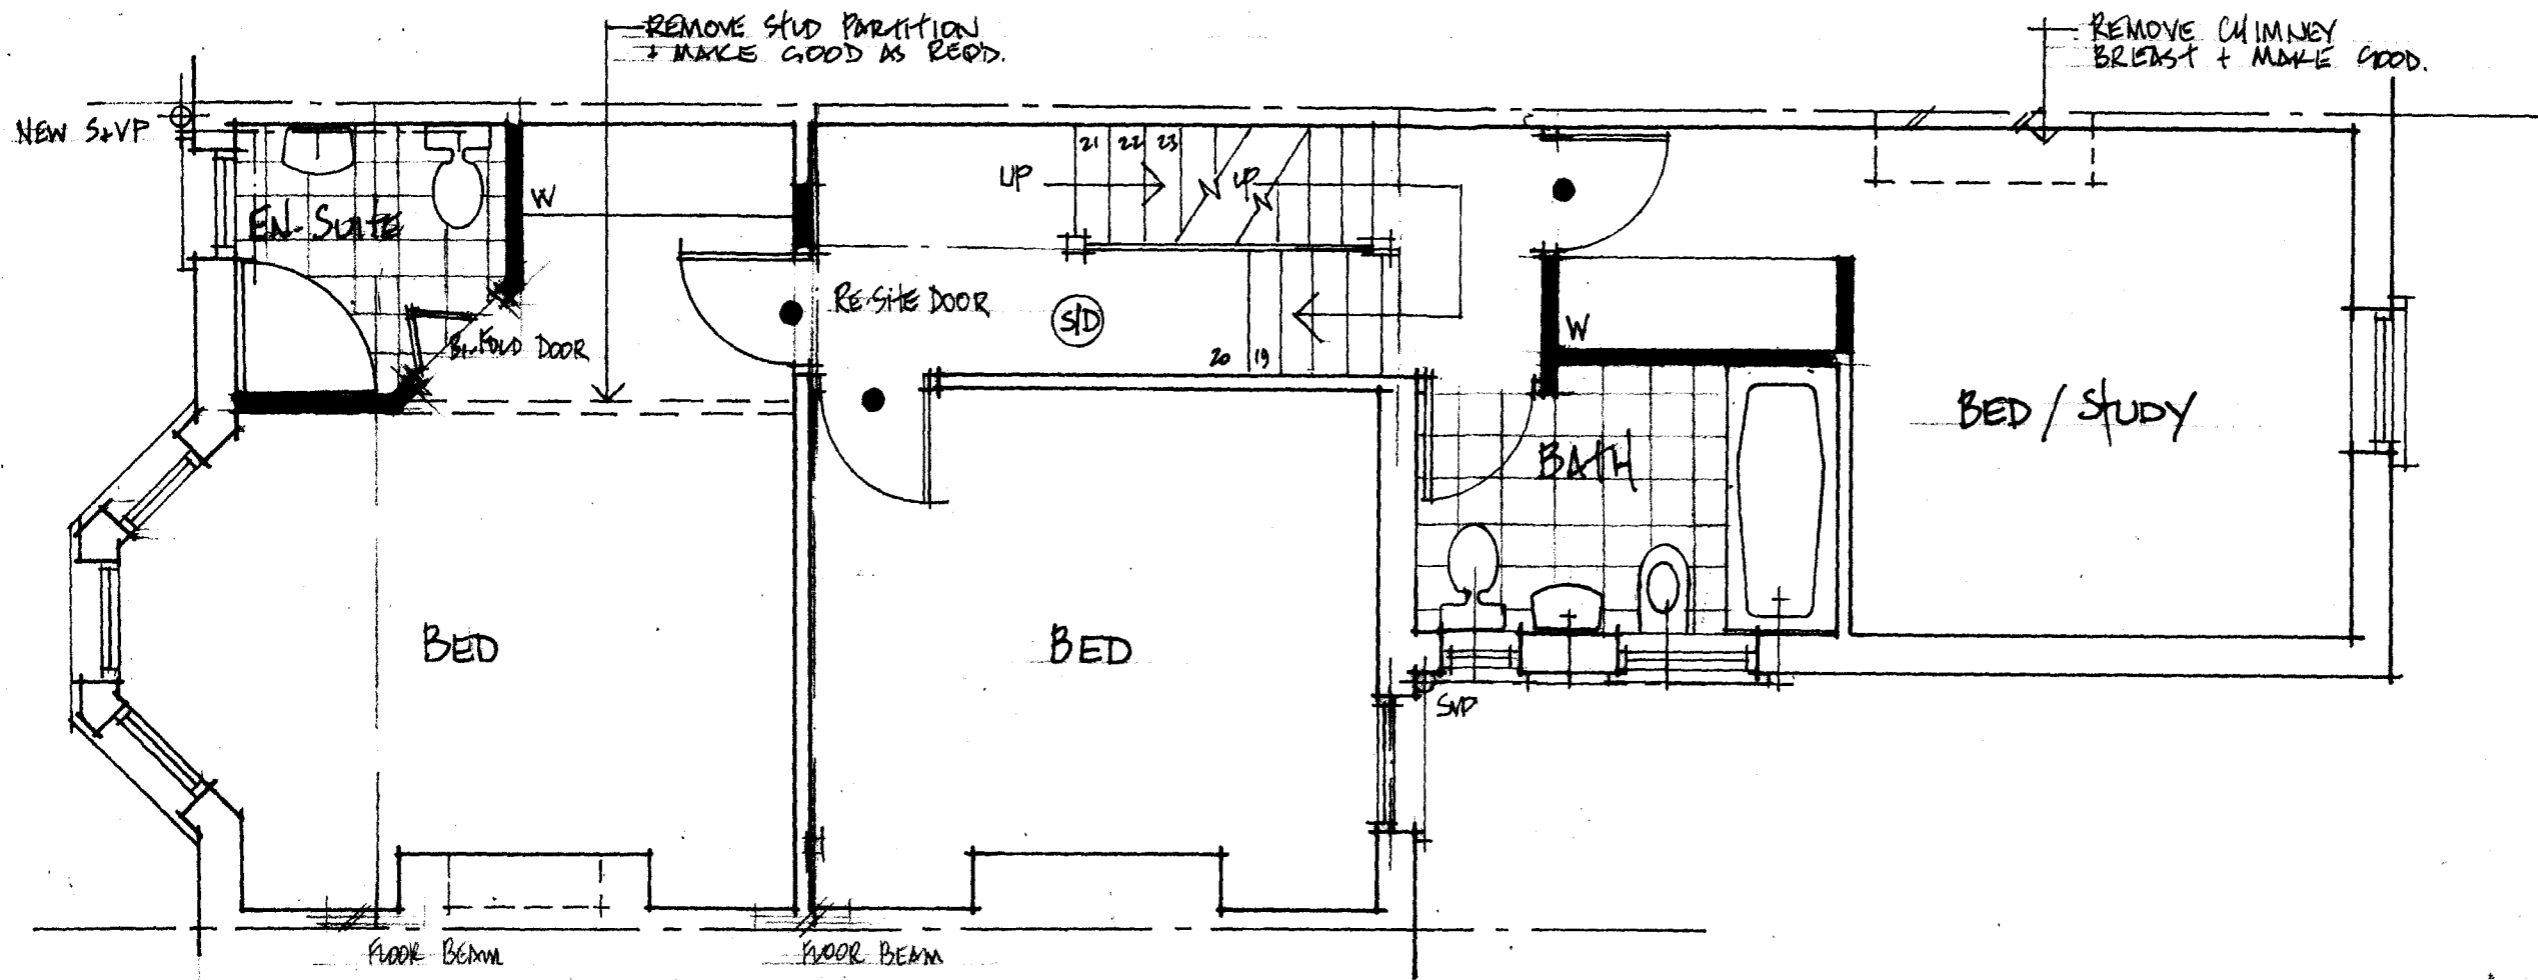 REMOVE STUD PARTITION
+ MAKE GOOD AS REQD.
REMOVE CHIMNEY
BREAST + MAKE GOOD.
NEW S+VP
21 22 23
UP
UP
W
EN-SUITE
RE-SITE DOOR
S/D
BI-FOLD DOOR
20 19
W
BED / STUDY
BATH
BED
BED
SVP
FLOOR BEAM
FLOOR BEAM